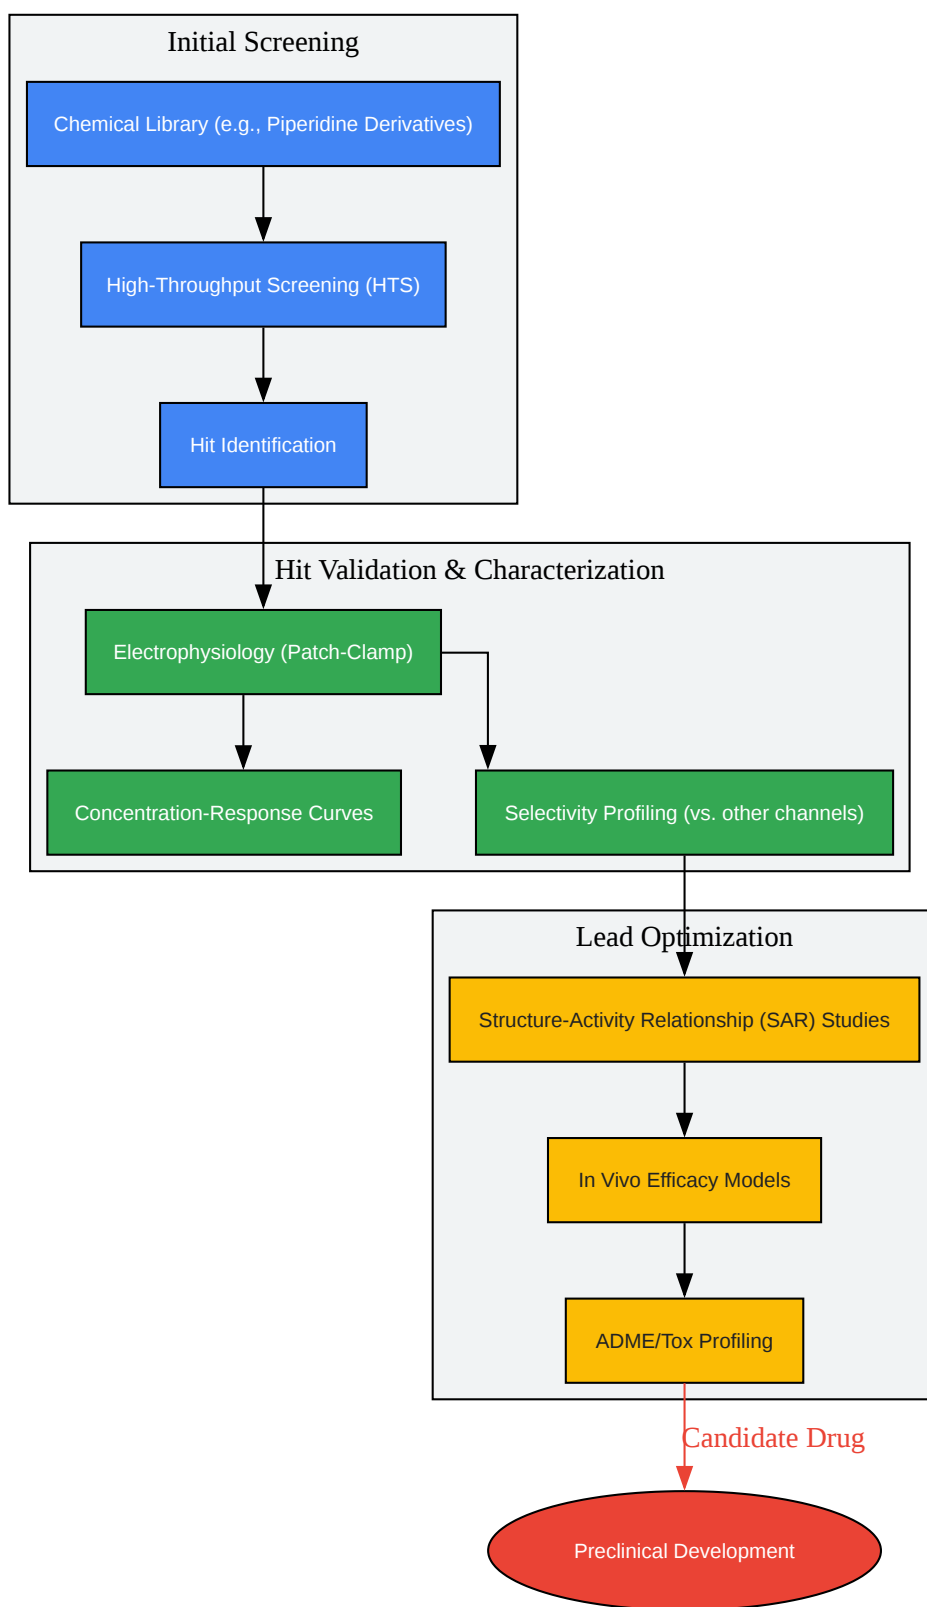 Initial Screening
Chemical Library (e.g., Piperidine Derivatives)
High-Throughput Screening (HTS)
Hit Identification
Hit Validation & Characterization
Electrophysiology (Patch-Clamp)
Concentration-Response Curves
Selectivity Profiling (vs. other channels)
Lead Optimization
Structure-Activity Relationship (SAR) Studies
In Vivo Efficacy Models
ADME/Tox Profiling
Candidate Drug
Preclinical Development